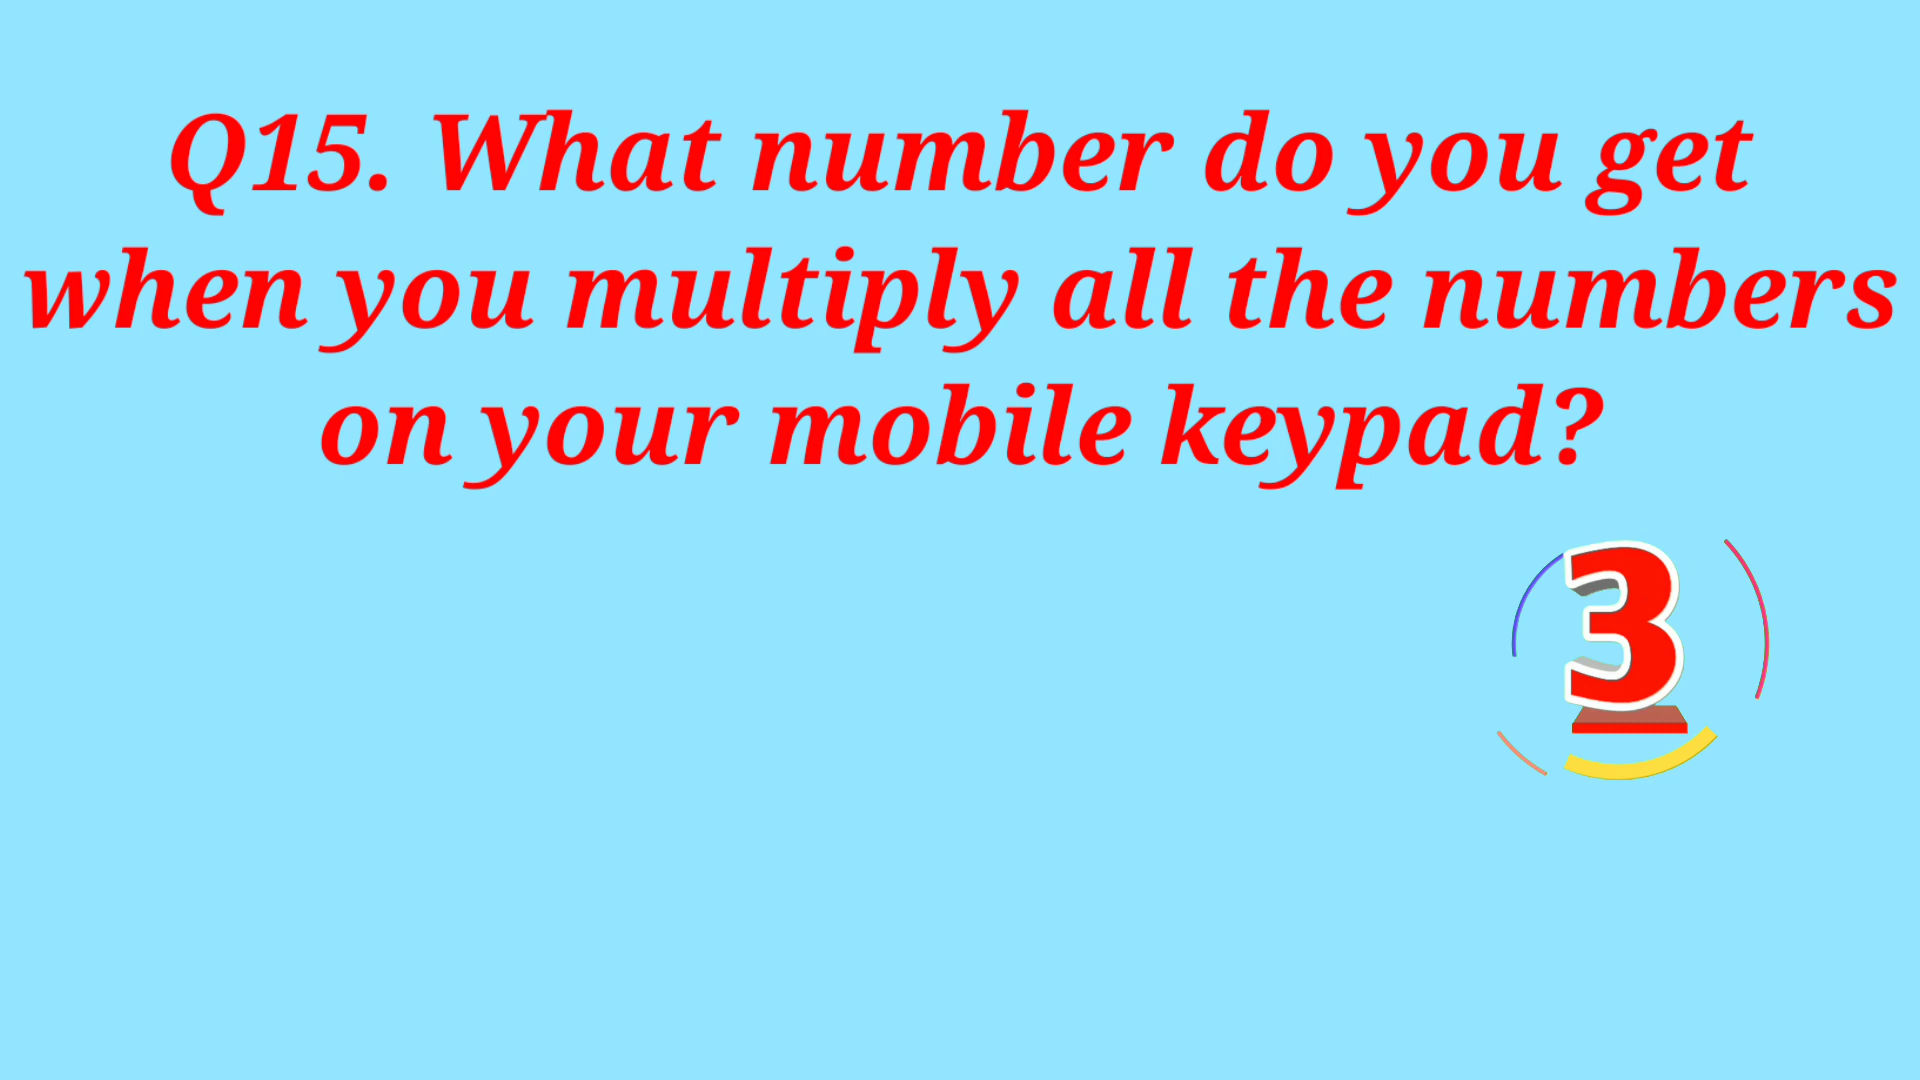 Q15. What number do you get
when you multiply all the numbers
on your mobile keypad?
3